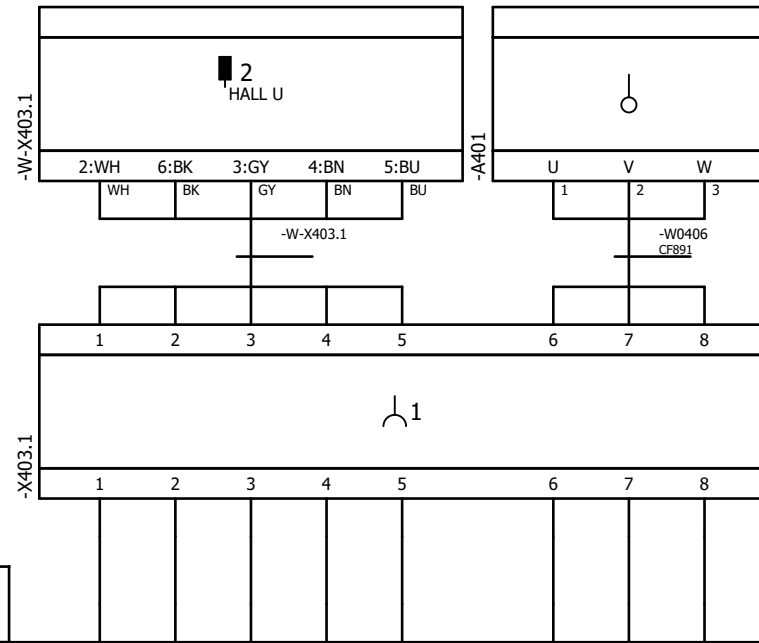 -W-X403.1
2
HALL U
2:WH 6:BK 3:GY 4:BN 5:BU
WH BK GY BN BU
-W-X403.1
-A401
U V W
1 2 3
-W0406
CF891
1 2 3 4 5 6 7 8
-X403.1
1
1 2 3 4 5 6 7 8